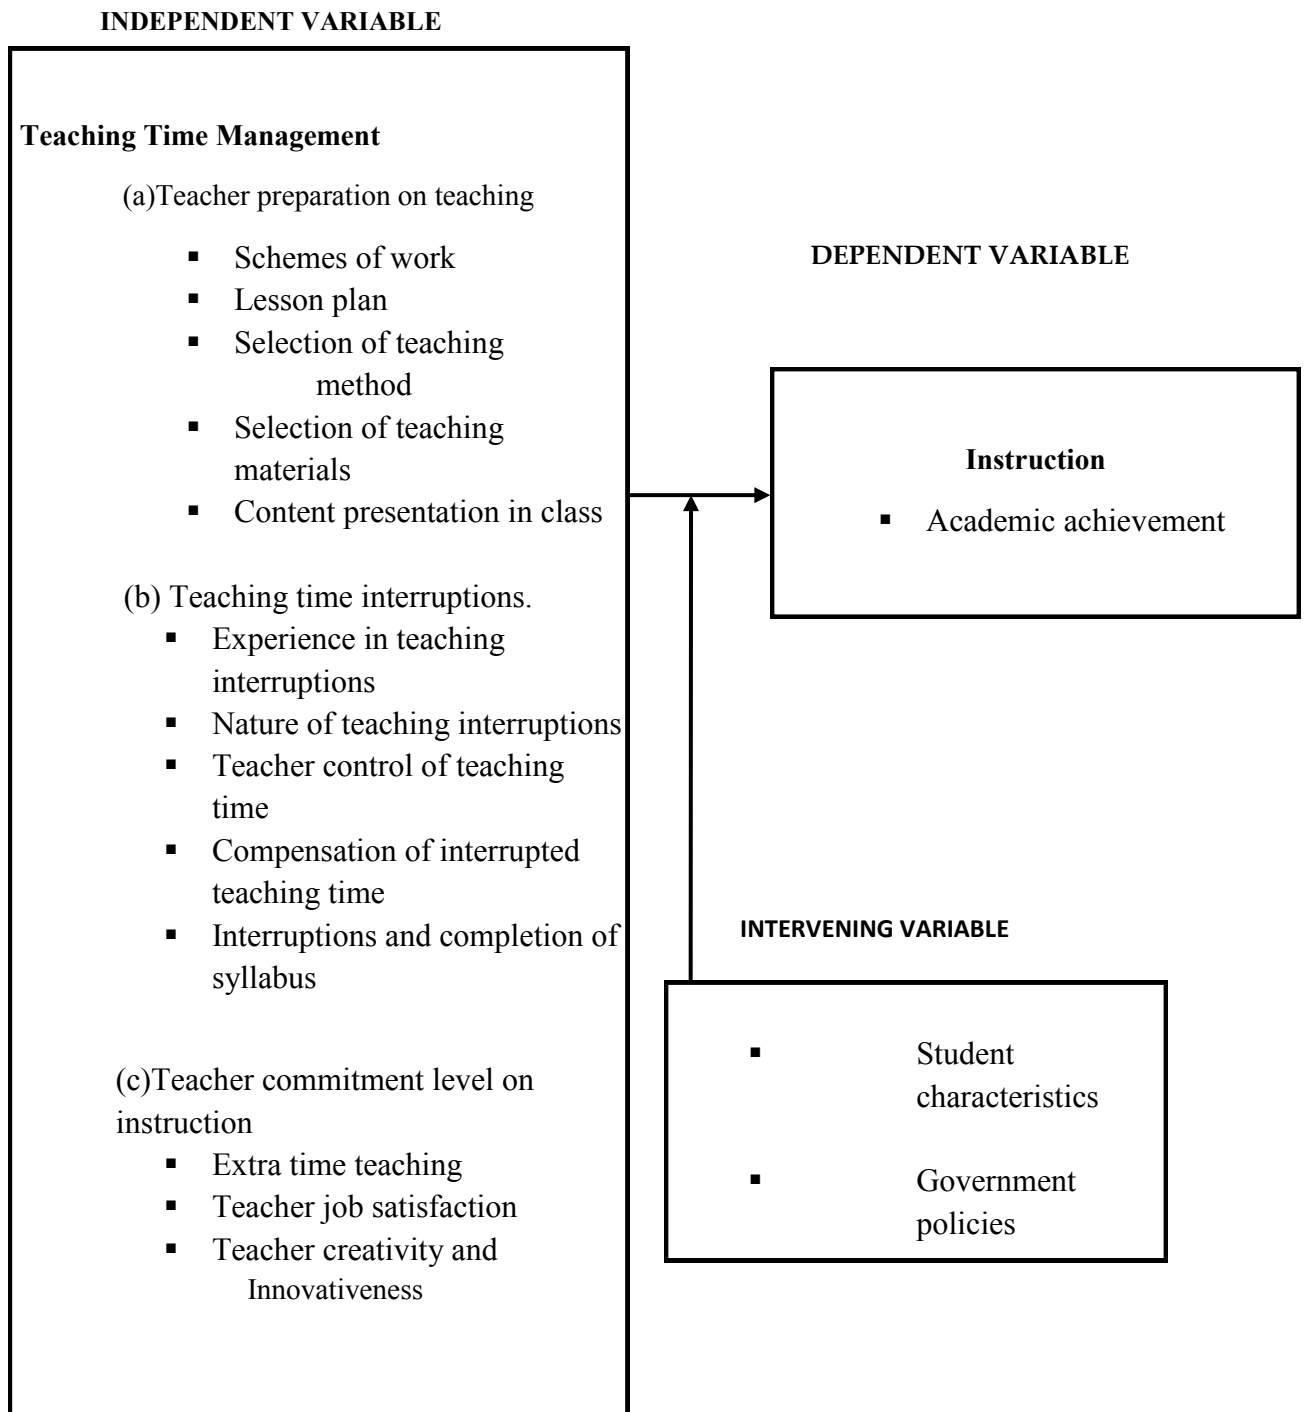 INDEPENDENT VARIABLE
Teaching Time Management
(a)Teacher preparation on teaching
▪ Schemes of work
▪ Lesson plan
▪ Selection of teaching
method
▪ Selection of teaching
materials
▪ Content presentation in class
(b) Teaching time interruptions.
▪ Experience in teaching
interruptions
▪ Nature of teaching interruptions
▪ Teacher control of teaching
time
▪ Compensation of interrupted
teaching time
▪ Interruptions and completion of
syllabus
(c)Teacher commitment level on
instruction
▪ Extra time teaching
▪ Teacher job satisfaction
▪ Teacher creativity and
Innovativeness
DEPENDENT VARIABLE
Instruction
▪ Academic achievement
INTERVENING VARIABLE
▪ Student
characteristics
▪ Government
policies